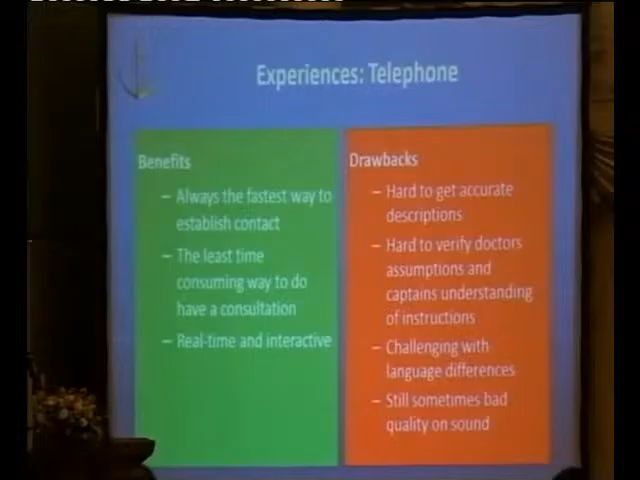 Experiences: Telephone
Benefits
– Always the fastest way to
establish contact
– The least time
consuming way to do
have a consultation
– Real-time and interactive
Drawbacks
– Hard to get accurate
descriptions
– Hard to verify doctors
assumptions and
captains understanding
of instructions
– Challenging with
language differences
– Still sometimes bad
quality on sound